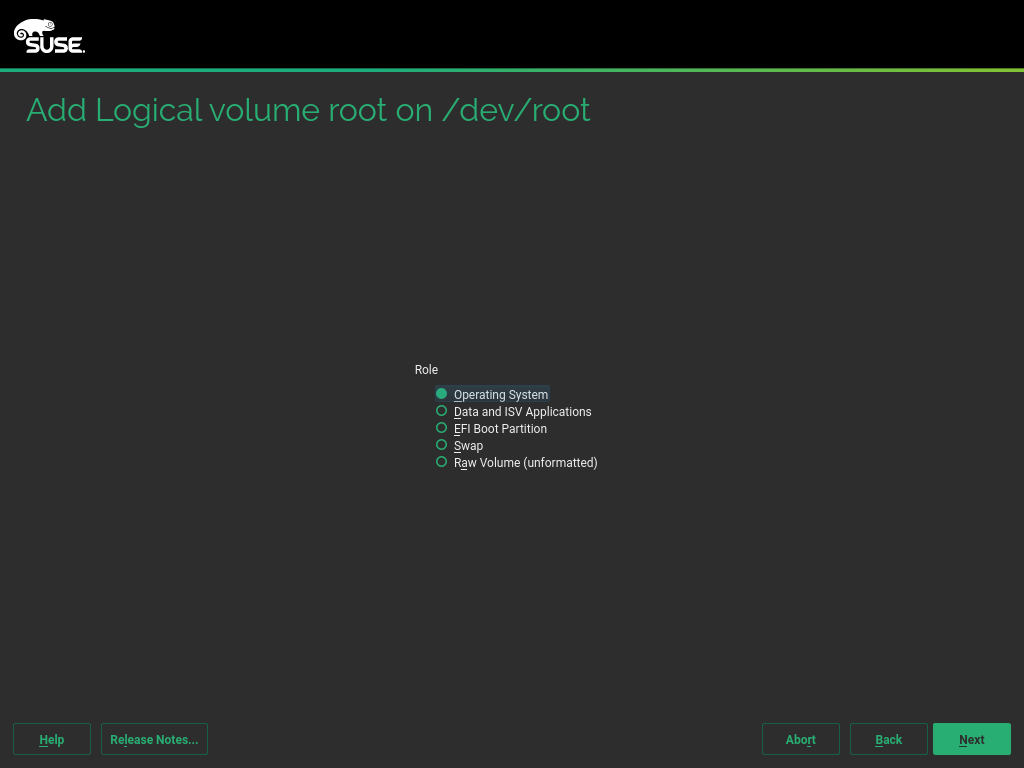 SUSE.
Add Logical volume root on /dev/root
Role
Operating System
Data and ISV Applications
EFI Boot Partition
Swap
Raw Volume (unformatted)
Help
Release Notes...
Abort
Back
Next